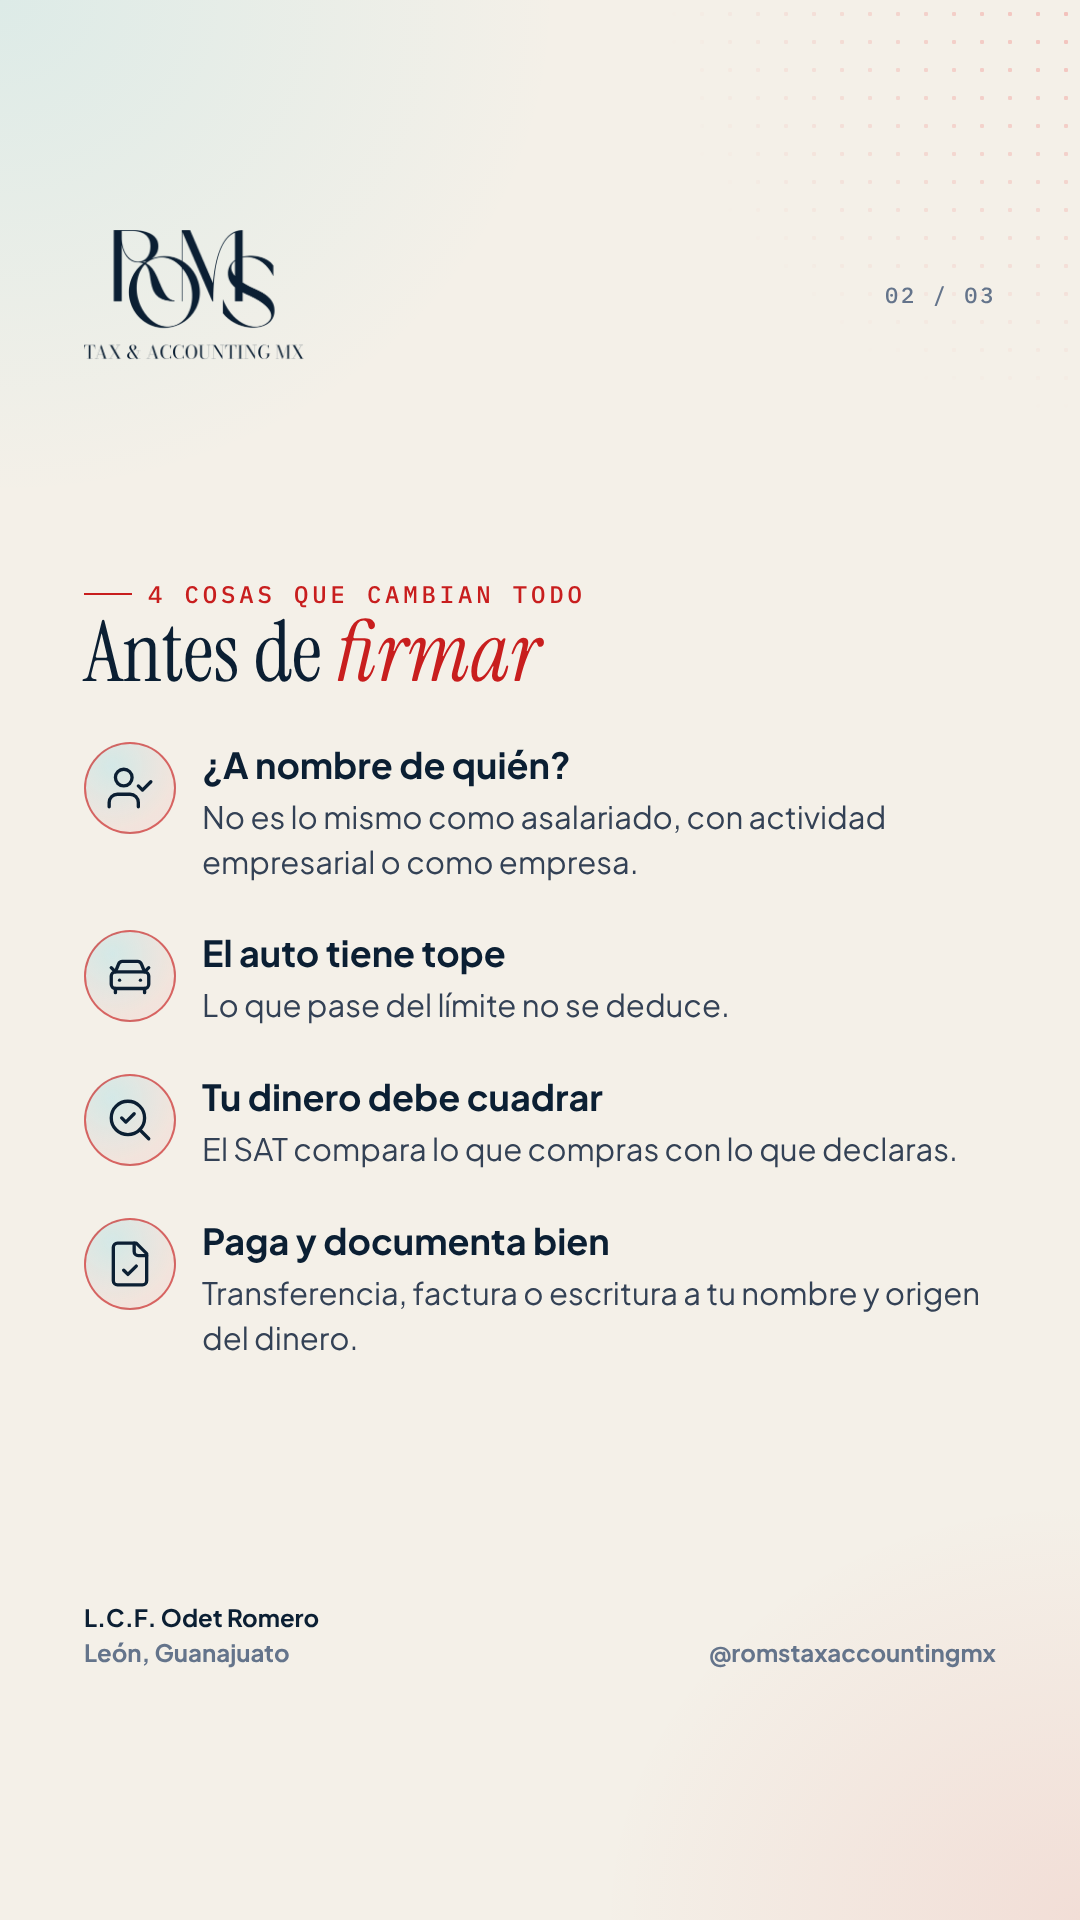 ROMS
TAX & ACCOUNTING MX
02 / 03
4 COSAS QUE CAMBIAN TODO
Antes de firmar
¿A nombre de quién?
No es lo mismo como asalariado, con actividad
empresarial o como empresa.
El auto tiene tope
Lo que pase del límite no se deduce.
Tu dinero debe cuadrar
El SAT compara lo que compras con lo que declaras.
Paga y documenta bien
Transferencia, factura o escritura a tu nombre y origen
del dinero.
L.C.F. Odet Romero
León, Guanajuato
@romstaxaccountingmx